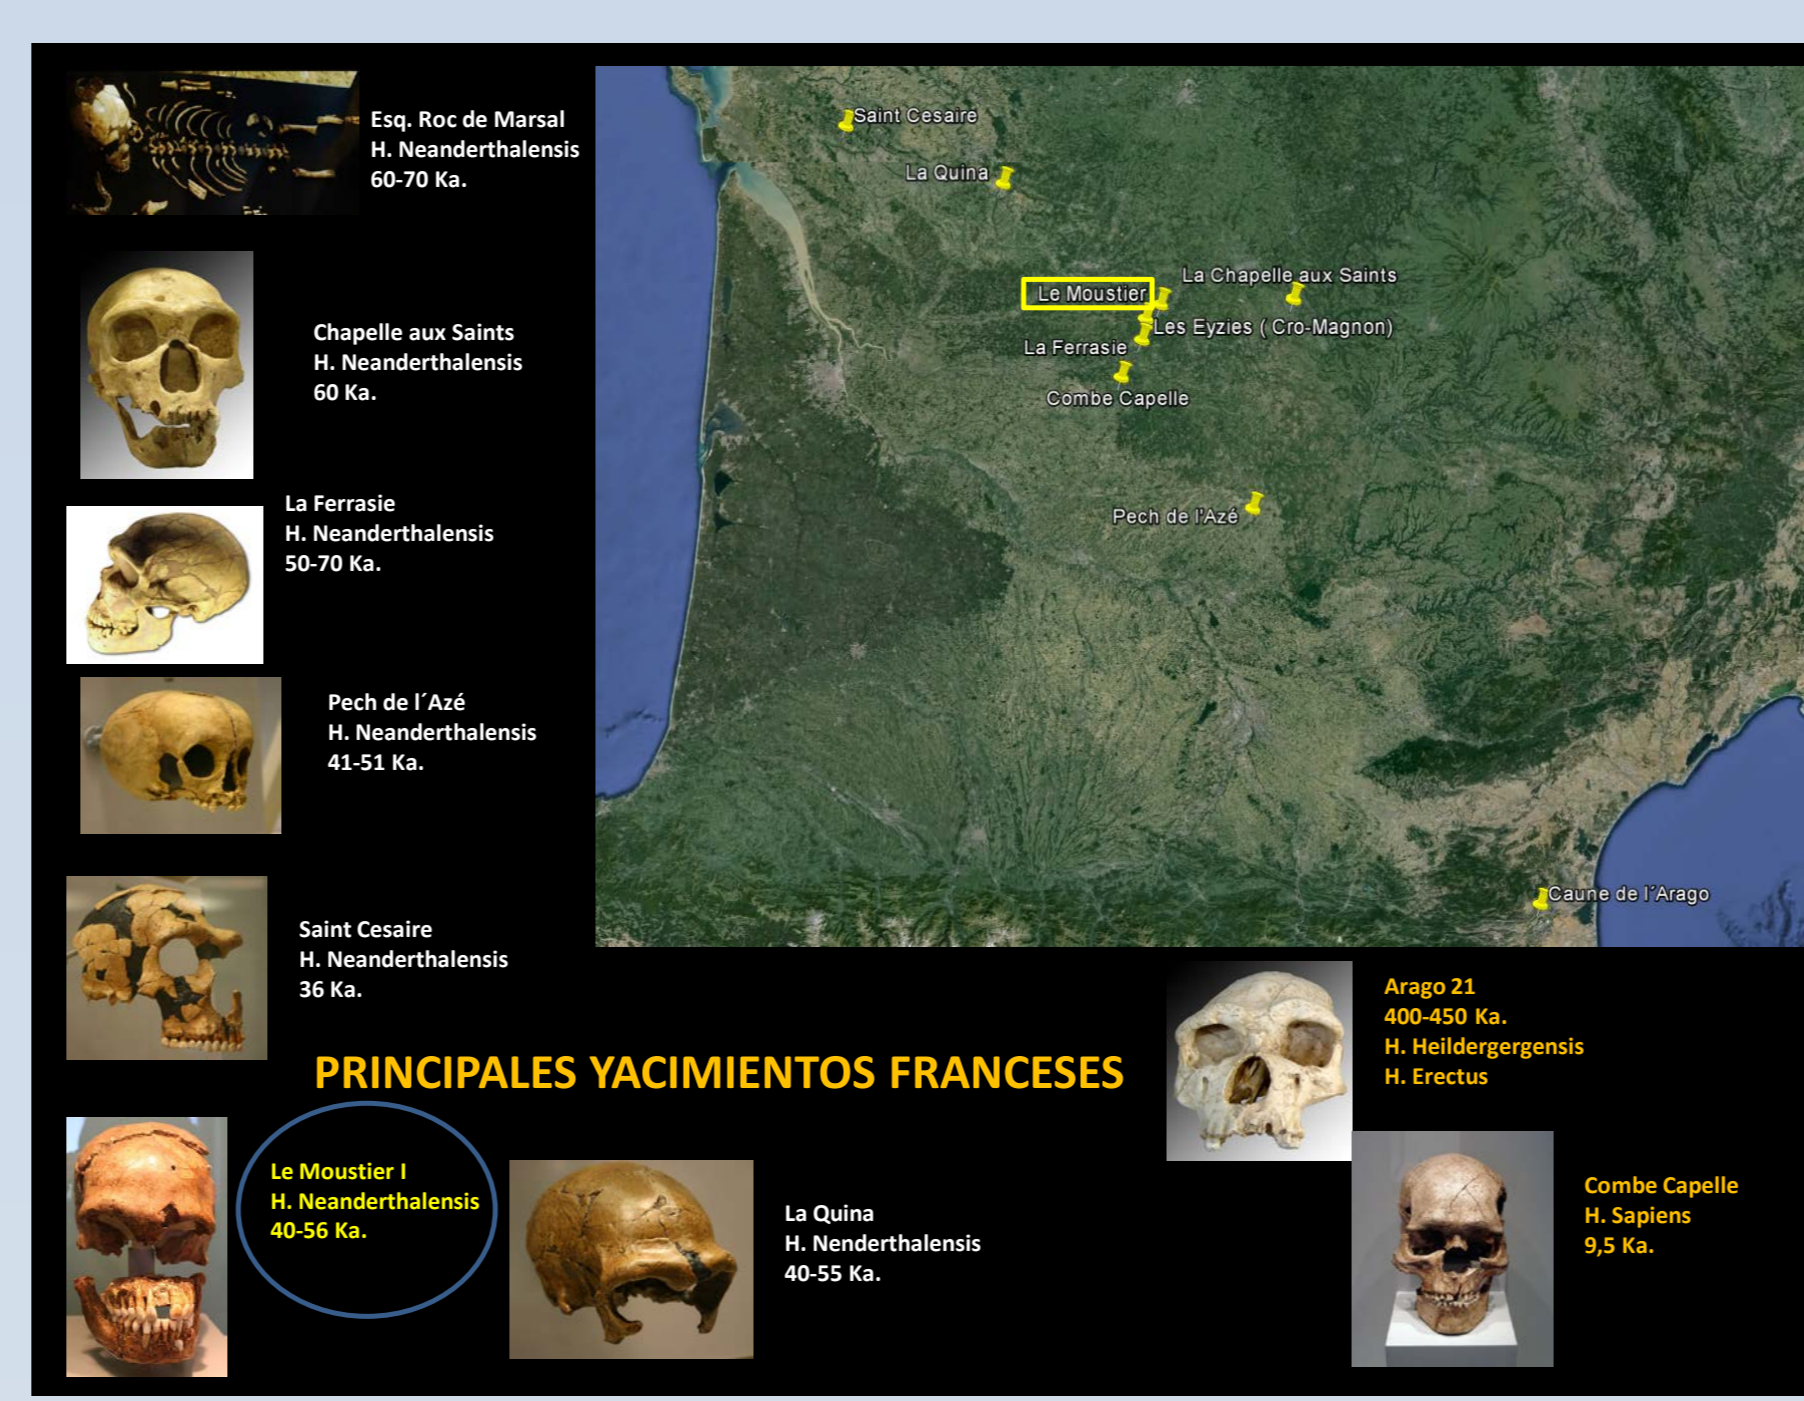 Esq. Roc de Marsal
H. Neanderthalensis
60-70 Ka.
Chapelle aux Saints
H. Neanderthalensis
60 Ka.
La Ferrasie
H. Neanderthalensis
50-70 Ka.
Pech de l´Azé
H. Neanderthalensis
41-51 Ka.
Saint Cesaire
H. Neanderthalensis
36 Ka.
Saint Cesaire
La Quina
La Chapelle aux Saints
Le Moustier
Les Eyzies ( Cro-Magnon)
La Ferrasie
Combe Capelle
Pech de l'Azé
Caune de l´Arago
PRINCIPALES YACIMIENTOS FRANCESES
Le Moustier I
H. Neanderthalensis
40-56 Ka.
La Quina
H. Nenderthalensis
40-55 Ka.
Arago 21
400-450 Ka.
H. Heildergergensis
H. Erectus
Combe Capelle
H. Sapiens
9,5 Ka.